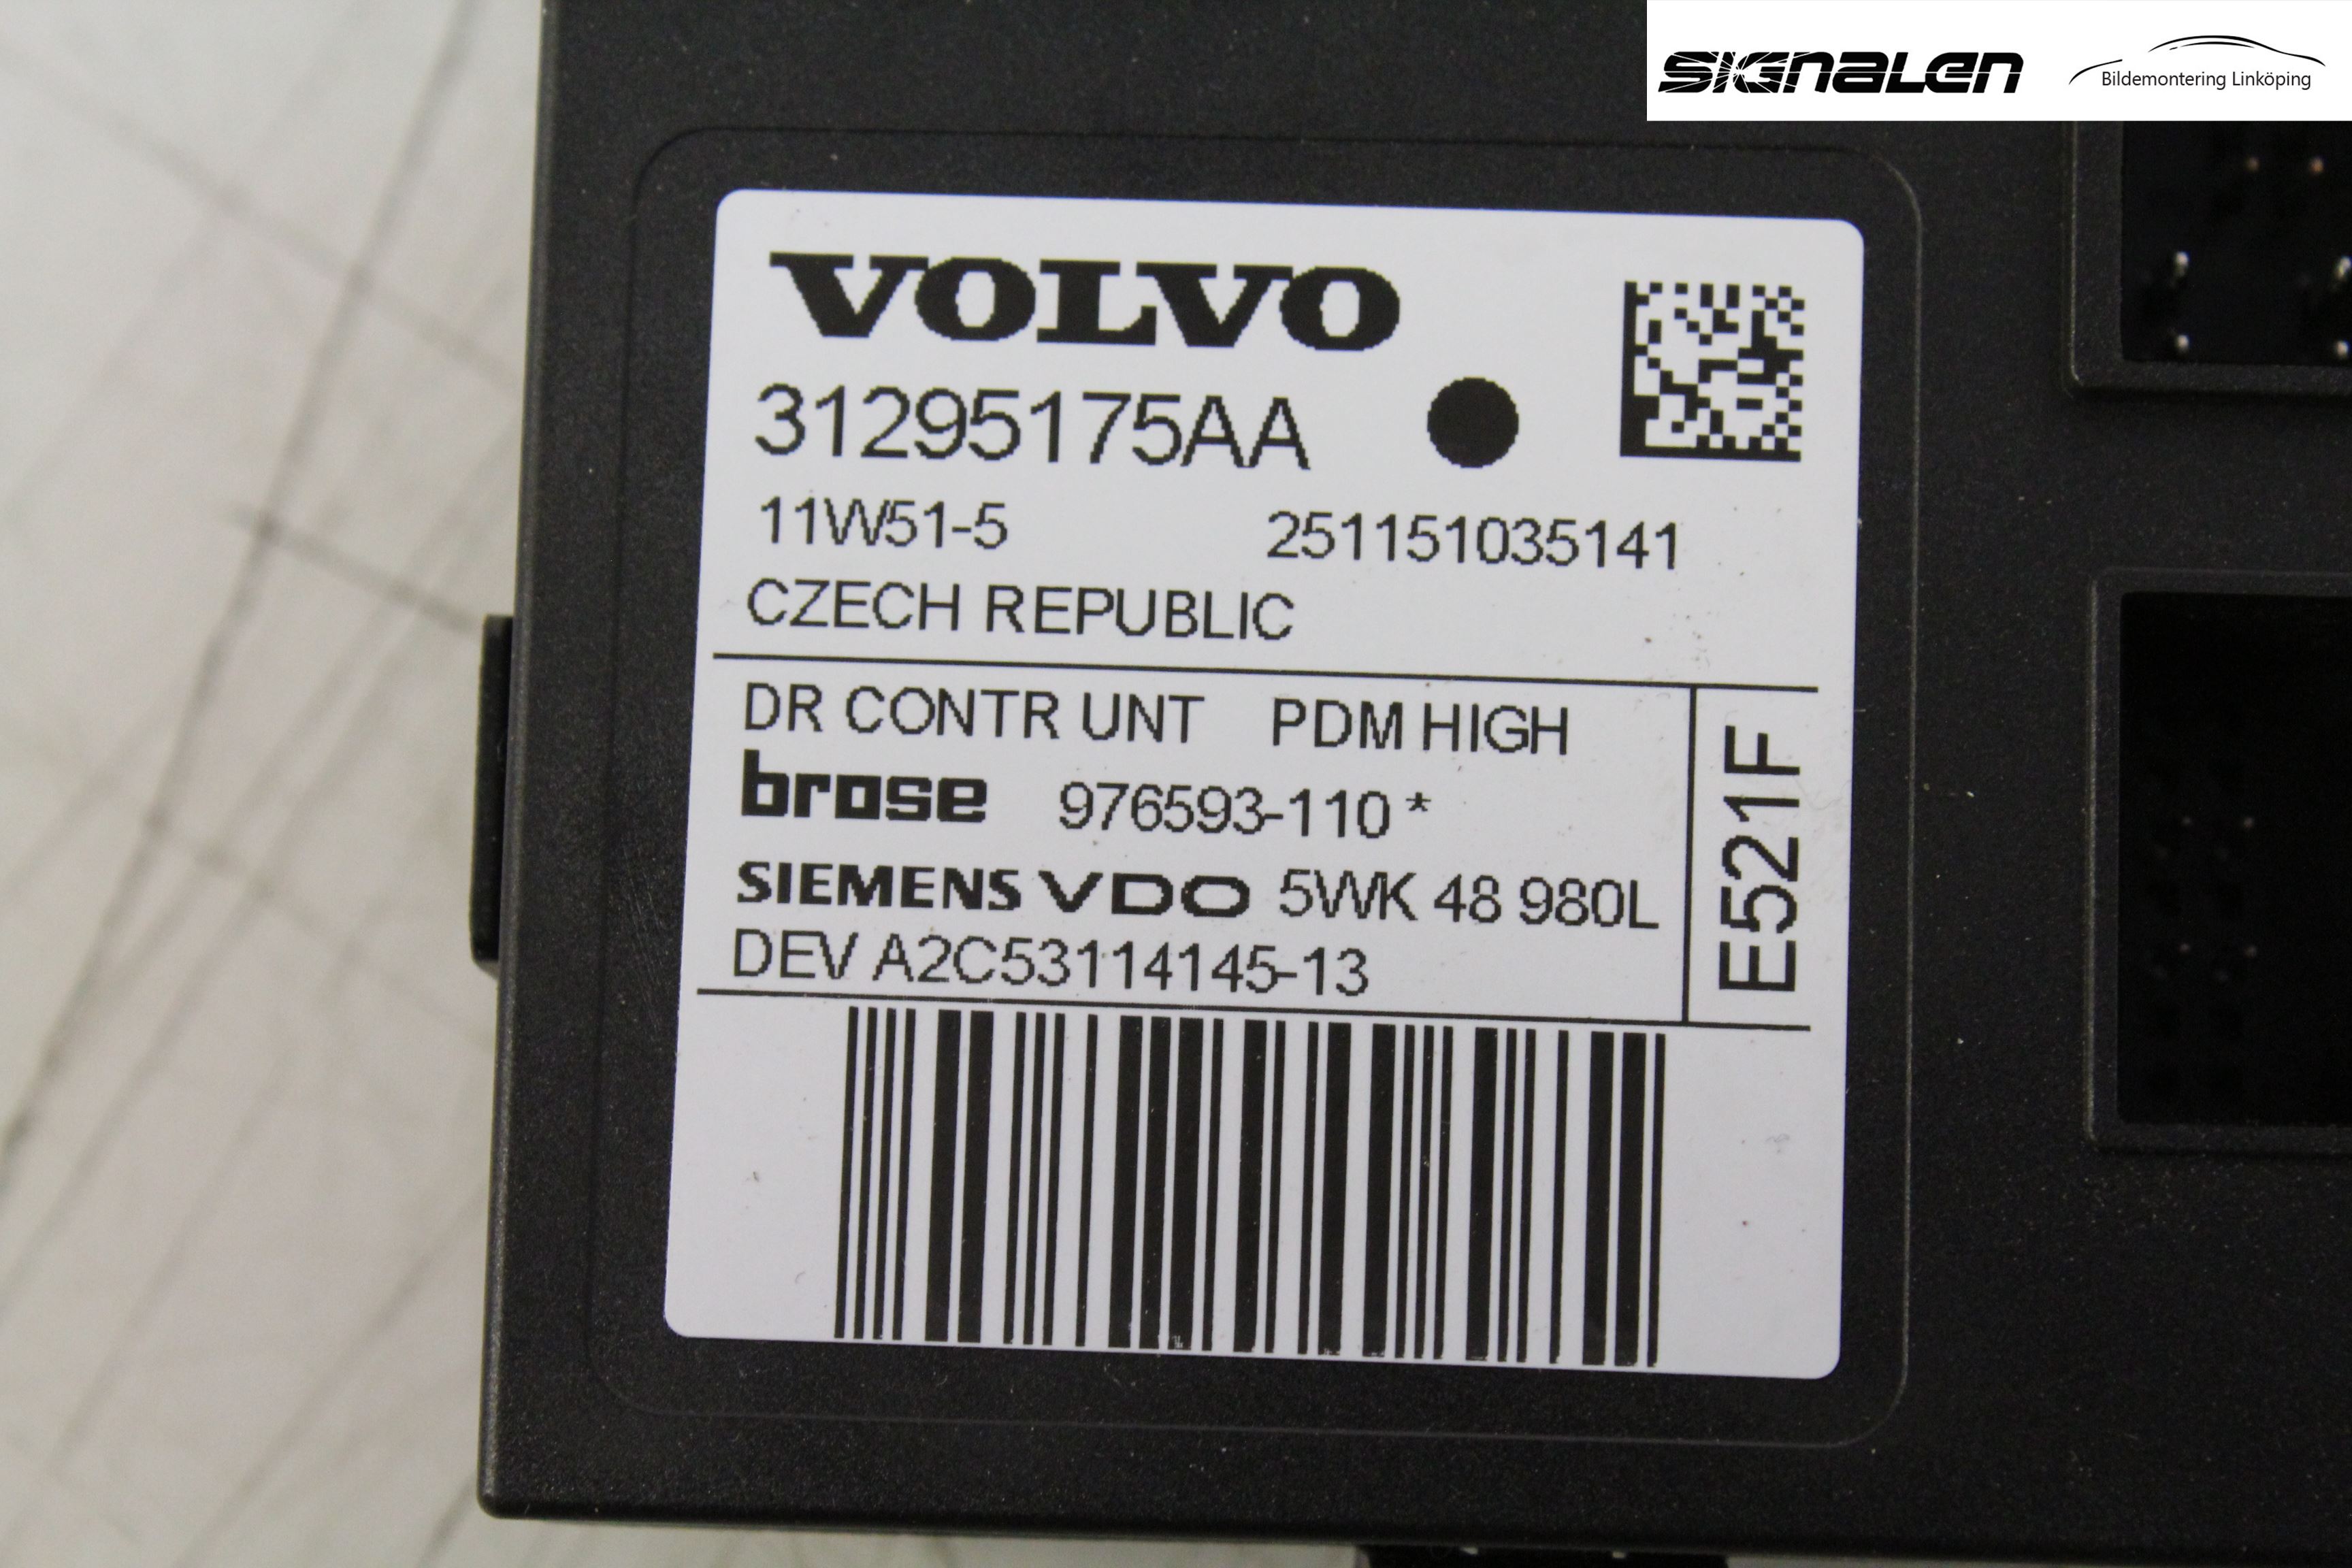 SIGNALEN
Bildemontering Linköping
VOLVO
31295175AA
11W51-5 251151035141
CZECH REPUBLIC
DR CONTR UNT PDM HIGH
brose 976593-110 *
SIEMENS VDO 5WK 48 980L
DEV A2C53114145-13
E521F